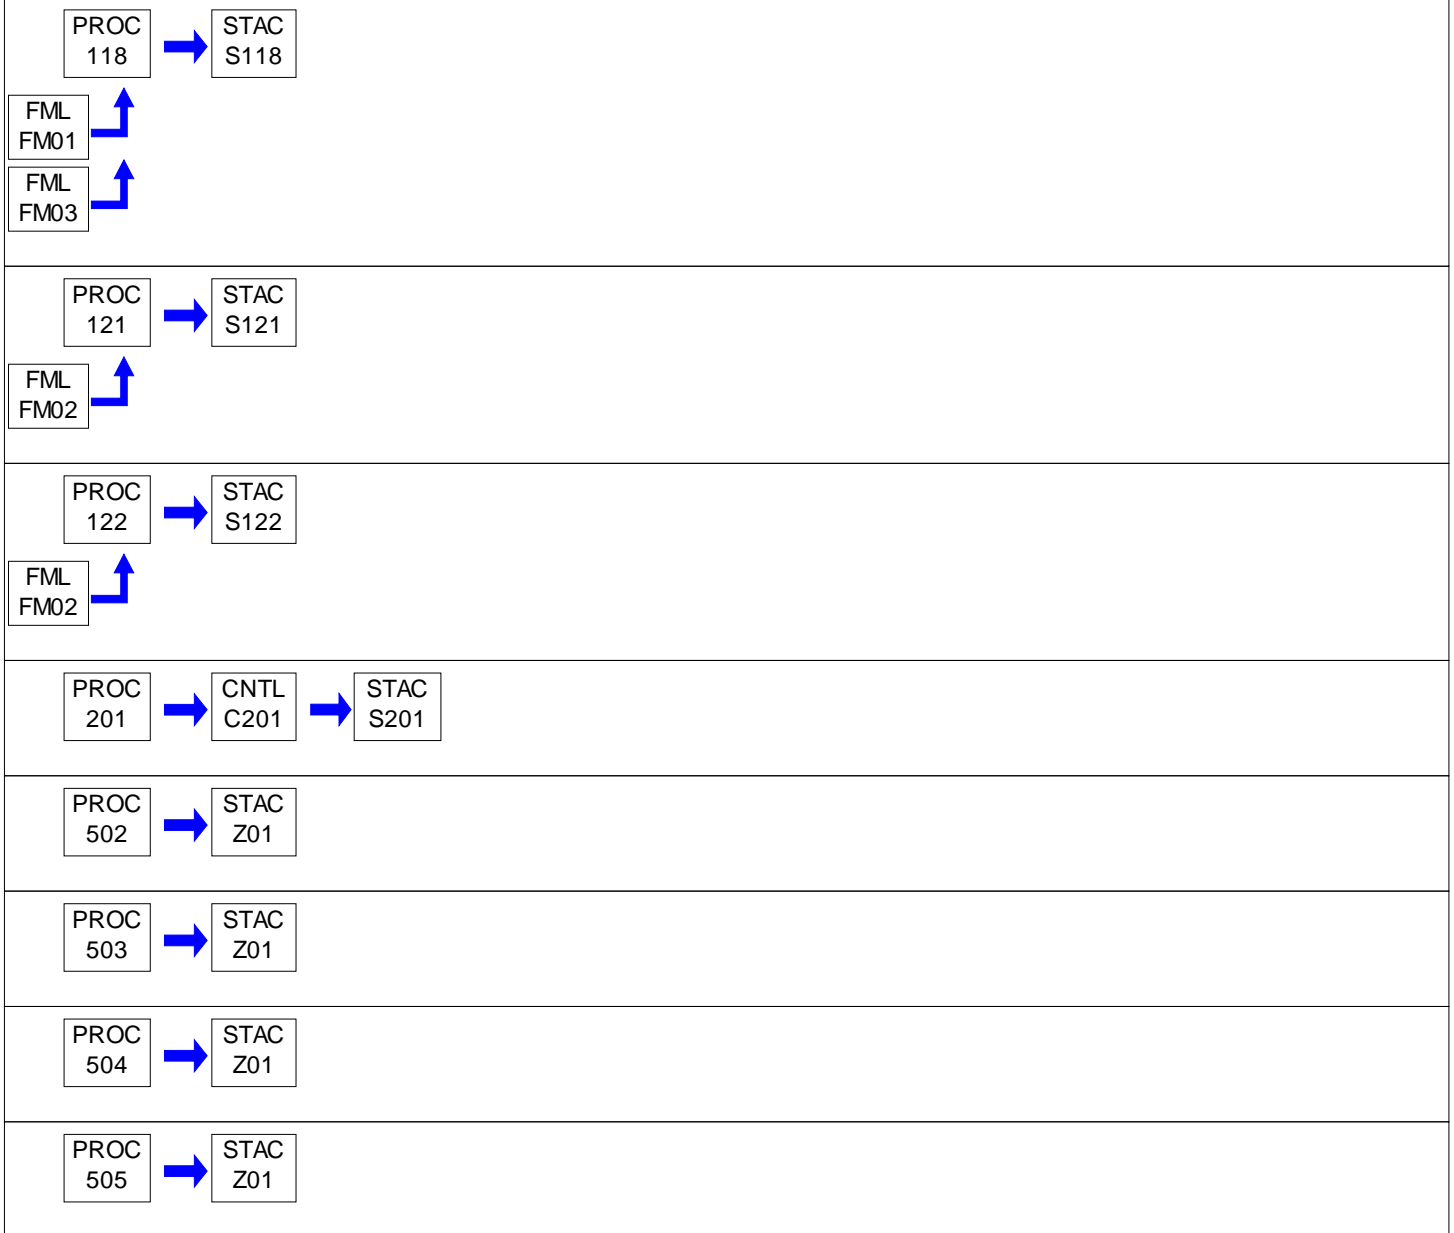 PROC
118
STAC
S118
FML
FM01
FML
FM03
PROC
121
STAC
S121
FML
FM02
PROC
122
STAC
S122
FML
FM02
PROC
201
CNTL
C201
STAC
S201
PROC
502
STAC
Z01
PROC
503
STAC
Z01
PROC
504
STAC
Z01
PROC
505
STAC
Z01